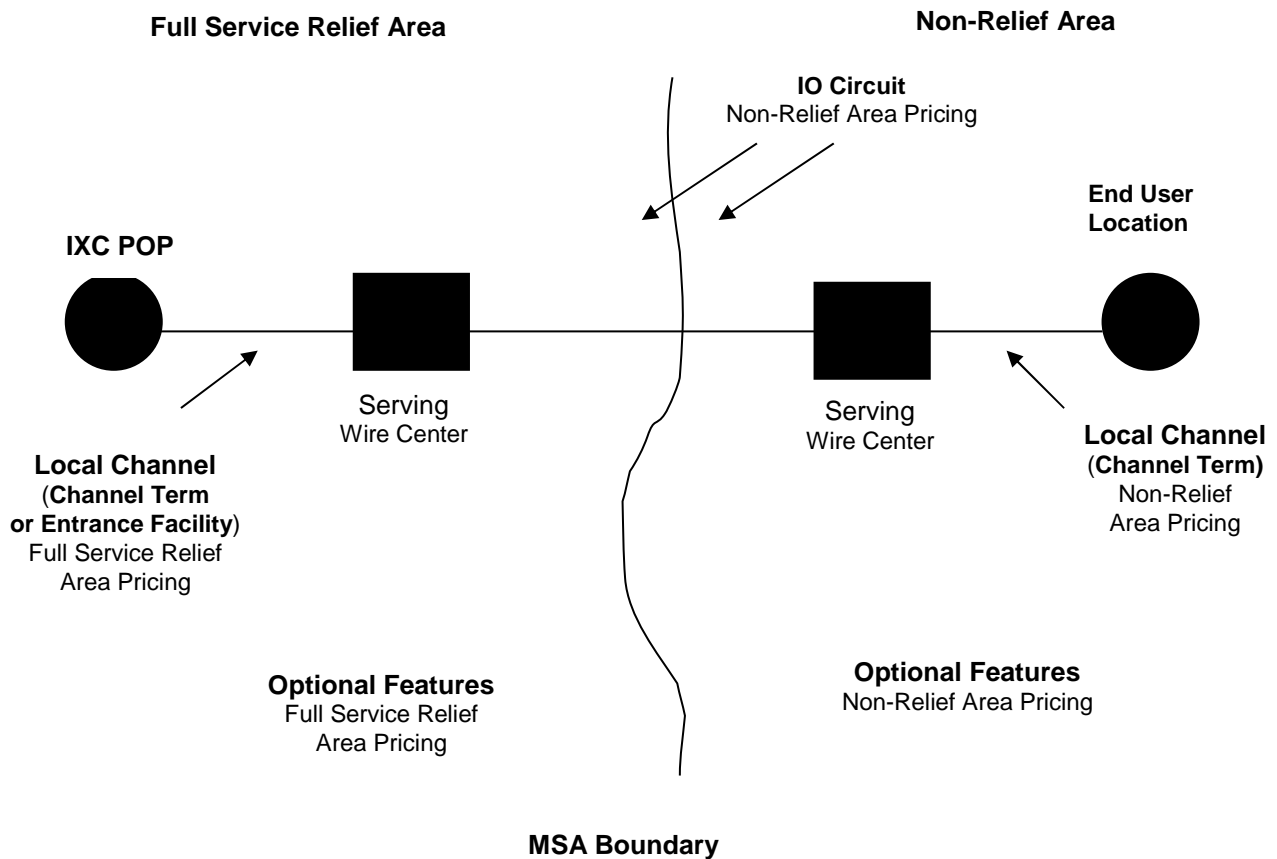 Full Service Relief Area
Non-Relief Area
IO Circuit
Non-Relief Area Pricing
End User
Location
IXC POP
Serving
Wire Center
Serving
Wire Center
Local Channel
(Channel Term
or Entrance Facility)
Full Service Relief
Area Pricing
Local Channel
(Channel Term)
Non-Relief
Area Pricing
Optional Features
Full Service Relief
Area Pricing
Optional Features
Non-Relief Area Pricing
MSA Boundary